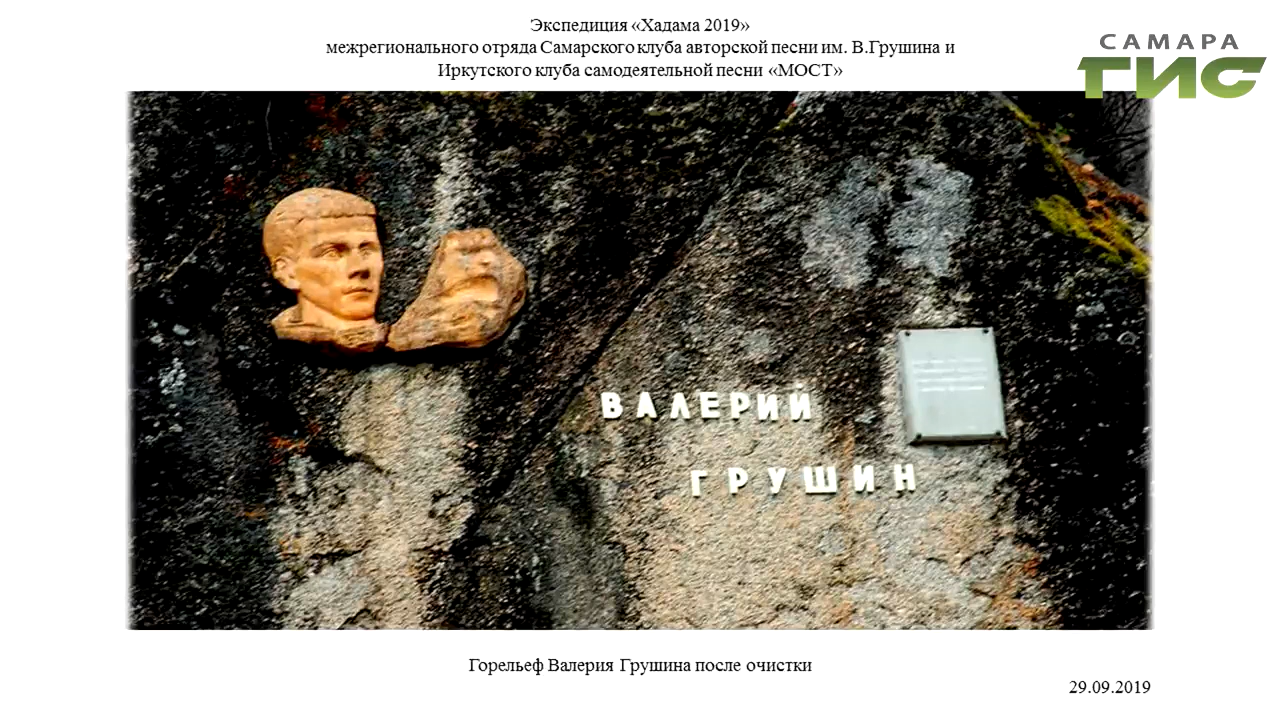 Экспедиция «Хадама 2019»
межрегионального отряда Самарского клуба авторской песни им. В.Грушина и
Иркутского клуба самодеятельной песни «МОСТ»
САМАРА
ГИС
ВАЛЕРИЙ
ГРУШИН
Горельеф Валерия Грушина после очистки
29.09.2019